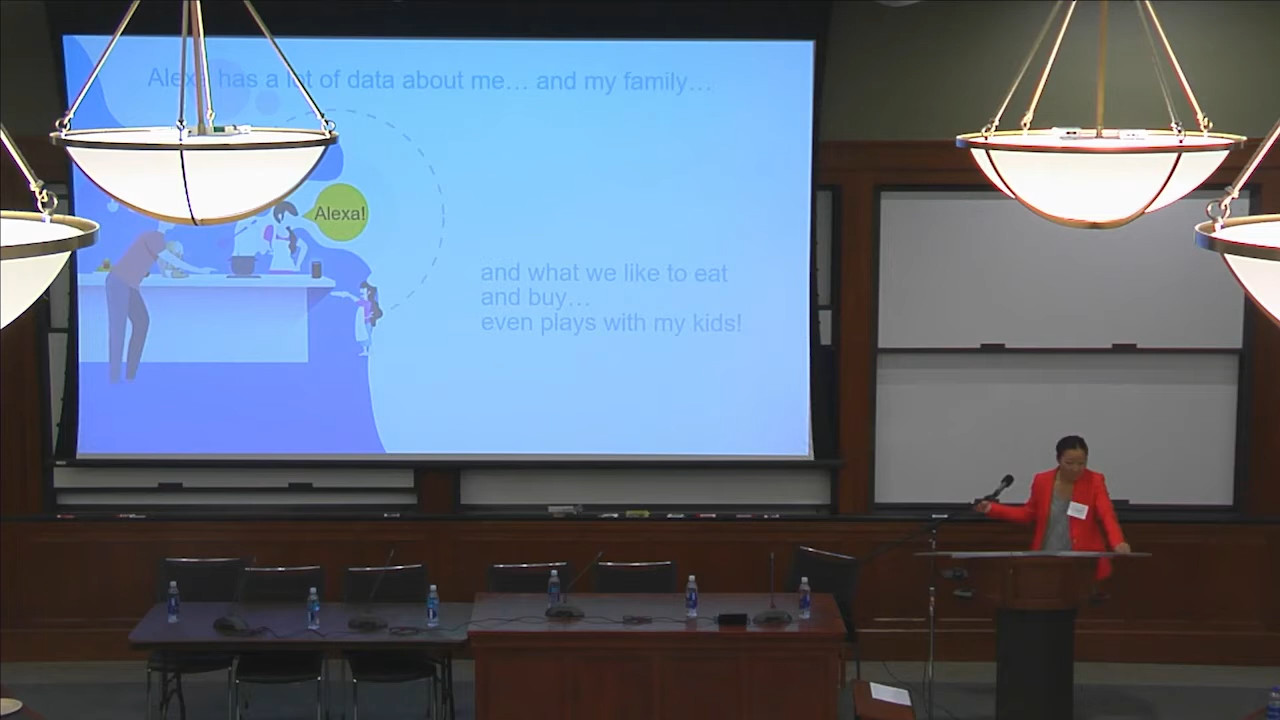 Alexa has a lot of data about me… and my family…
Alexa!
and what we like to eat
and buy…
even plays with my kids!